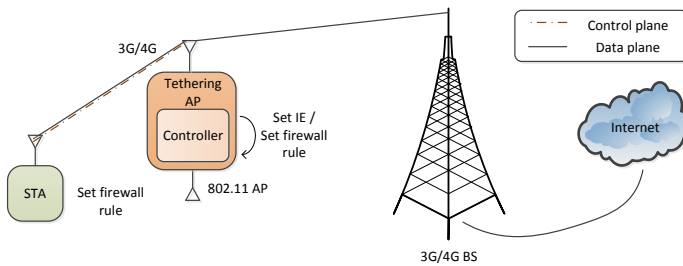 Control plane
Data plane
3G/4G
Tethering
AP
Controller
Set IE /
Set firewall
rule
Internet
STA
Set firewall
rule
802.11 AP
3G/4G BS